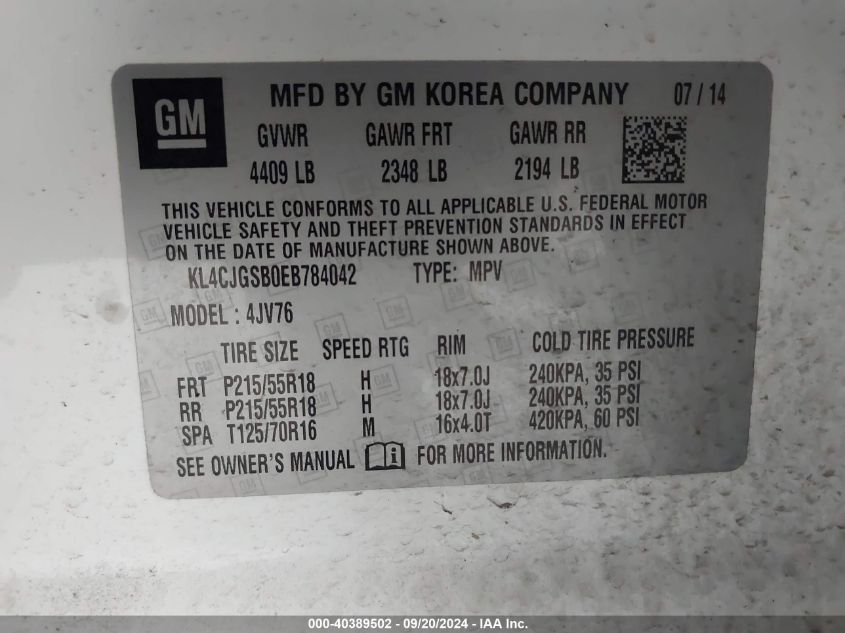 GM MFD BY GM KOREA COMPANY 07/14
GVWR GAWR FRT GAWR RR
4409 LB 2348 LB 2194 LB
THIS VEHICLE CONFORMS TO ALL APPLICABLE U.S. FEDERAL MOTOR
VEHICLE SAFETY AND THEFT PREVENTION STANDARDS IN EFFECT
ON THE DATE OF MANUFACTURE SHOWN ABOVE.
KL4CJGSB0EB784042 TYPE: MPV
MODEL : 4JV76
TIRE SIZE SPEED RTG RIM COLD TIRE PRESSURE
FRT P215/55R18 H 18x7.0J 240KPA, 35 PSI
RR P215/55R18 H 18x7.0J 240KPA, 35 PSI
SPA T125/70R16 M 16x4.0T 420KPA, 60 PSI
SEE OWNER'S MANUAL i FOR MORE INFORMATION.
000-40389502 - 09/20/2024 - IAA Inc.